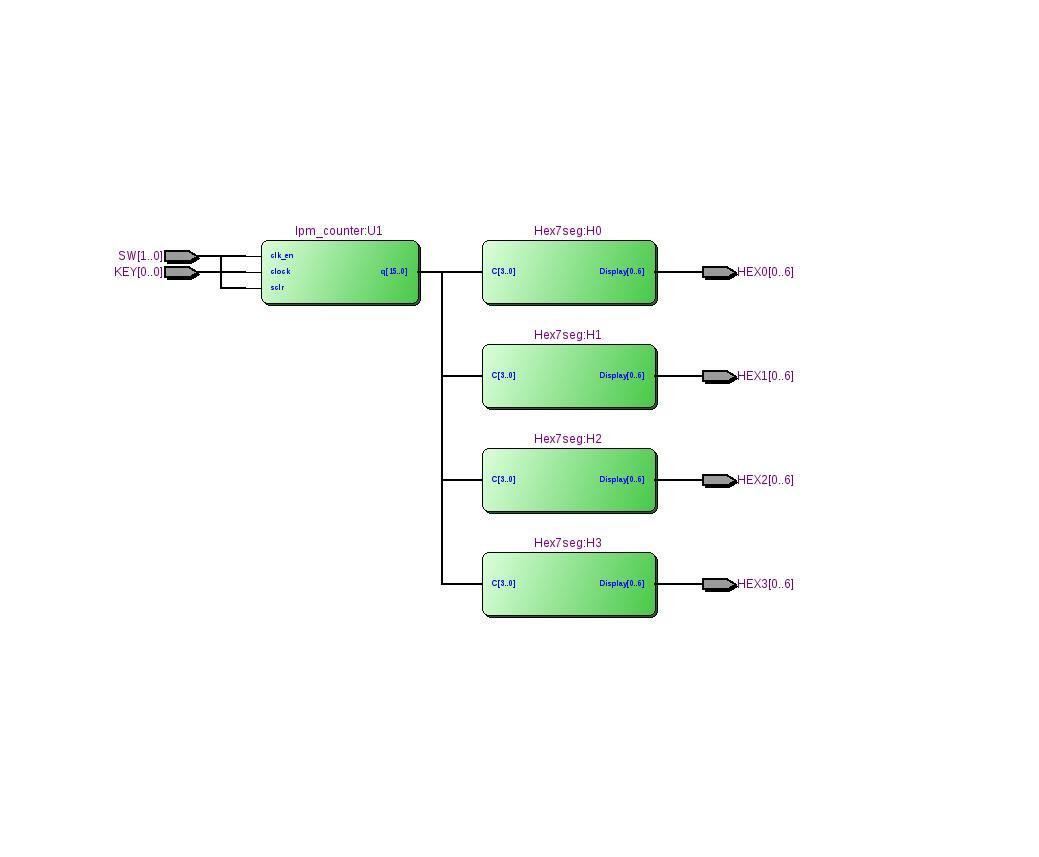 lpm_counter:U1
SW[1..0]
KEY[0..0]
clk_en
clock
sclr
q[15..0]
Hex7seg:H0
C[3..0]
Display[0..6]
HEX0[0..6]
Hex7seg:H1
C[3..0]
Display[0..6]
HEX1[0..6]
Hex7seg:H2
C[3..0]
Display[0..6]
HEX2[0..6]
Hex7seg:H3
C[3..0]
Display[0..6]
HEX3[0..6]